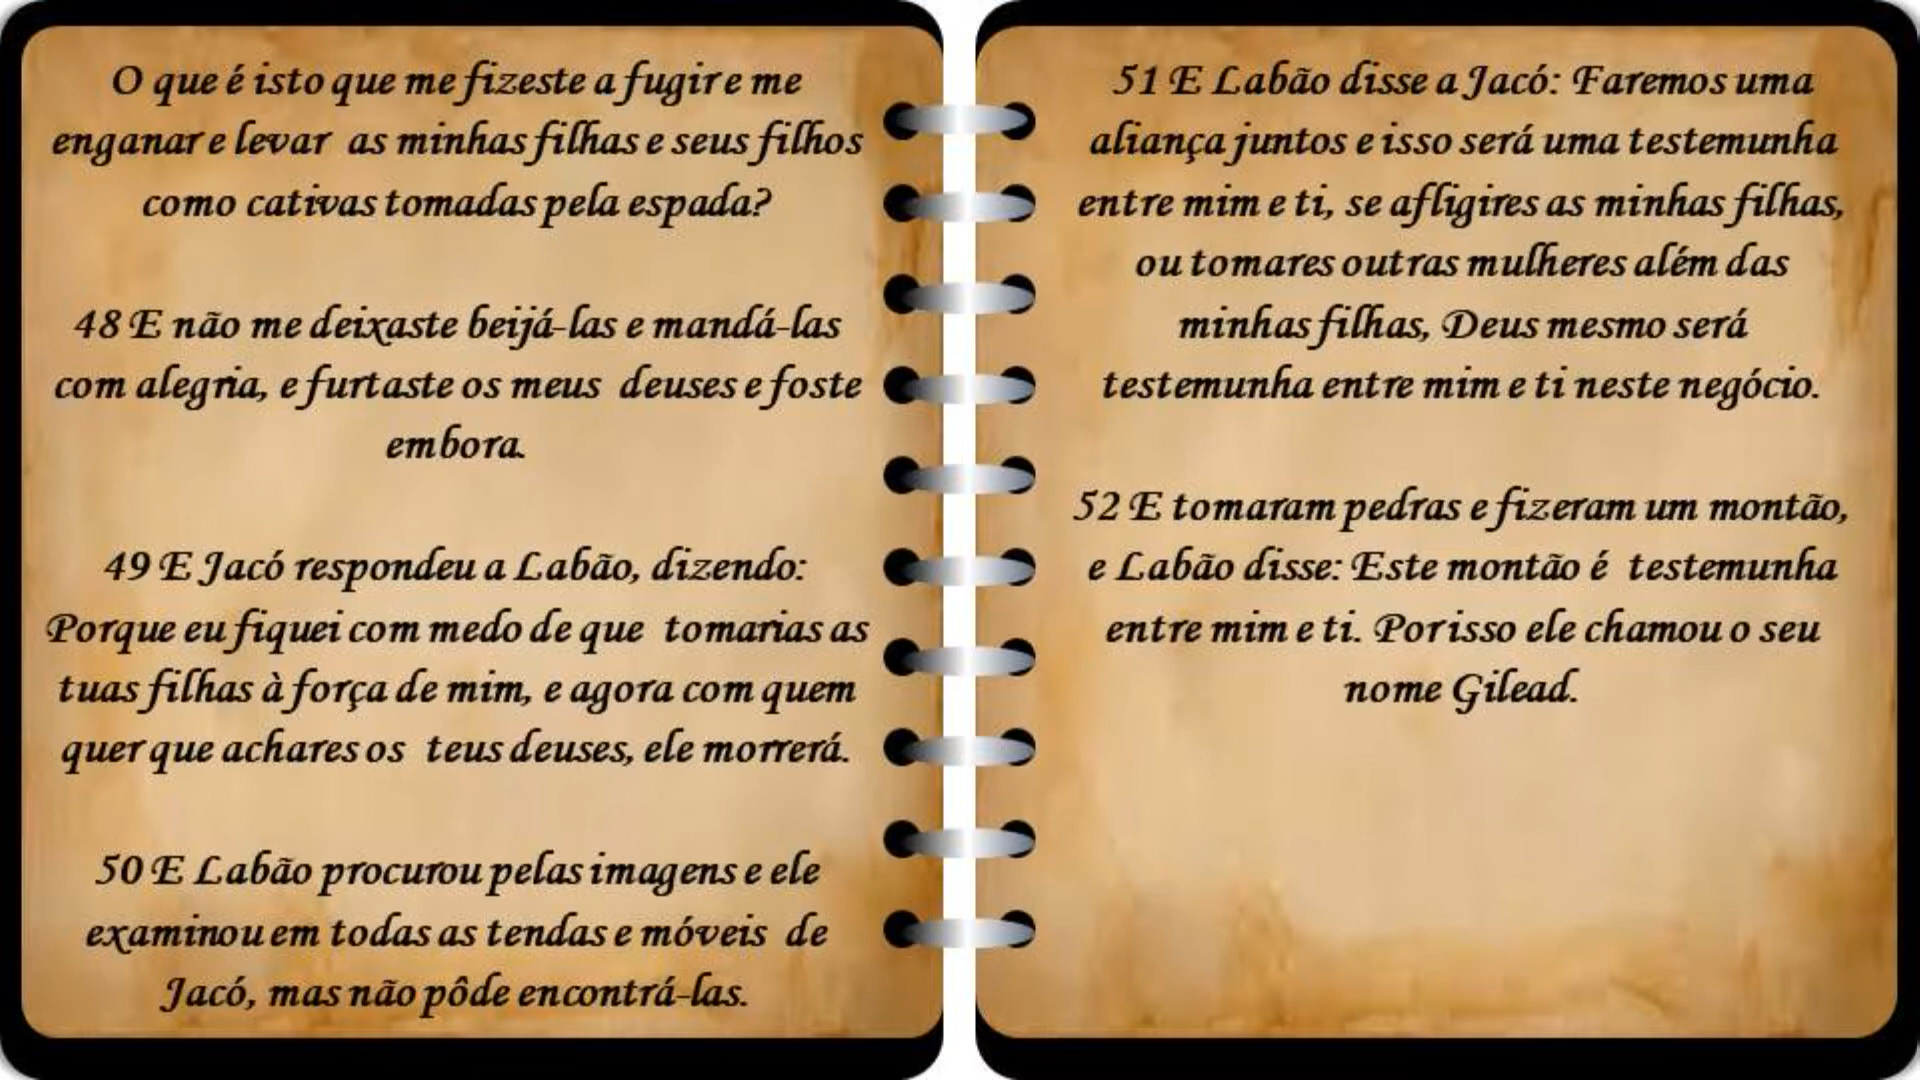 O que é isto que me fizeste a fugir e me
enganar e levar as minhas filhas e seus filhos
como cativas tomadas pela espada?
48 E não me deixaste beijá-las e mandá-las
com alegria, e furtaste os meus deuses e foste
embora.
49 E Jacó respondeu a Labão, dizendo:
Porque eu fiquei com medo de que tomarias as
tuas filhas à força de mim, e agora com quem
quer que achares os teus deuses, ele morrerá.
50 E Labão procurou pelas imagens e ele
examinou em todas as tendas e móveis de
Jacó, mas não pôde encontrá-las.
51 E Labão disse a Jacó: Faremos uma
aliança juntos e isso será uma testemunha
entre mim e ti, se afligires as minhas filhas,
ou tomares outras mulheres além das
minhas filhas, Deus mesmo será
testemunha entre mim e ti neste negócio.
52 E tomaram pedras e fizeram um montão,
e Labão disse: Este montão é testemunha
entre mim e ti. Por isso ele chamou o seu
nome Gilead.